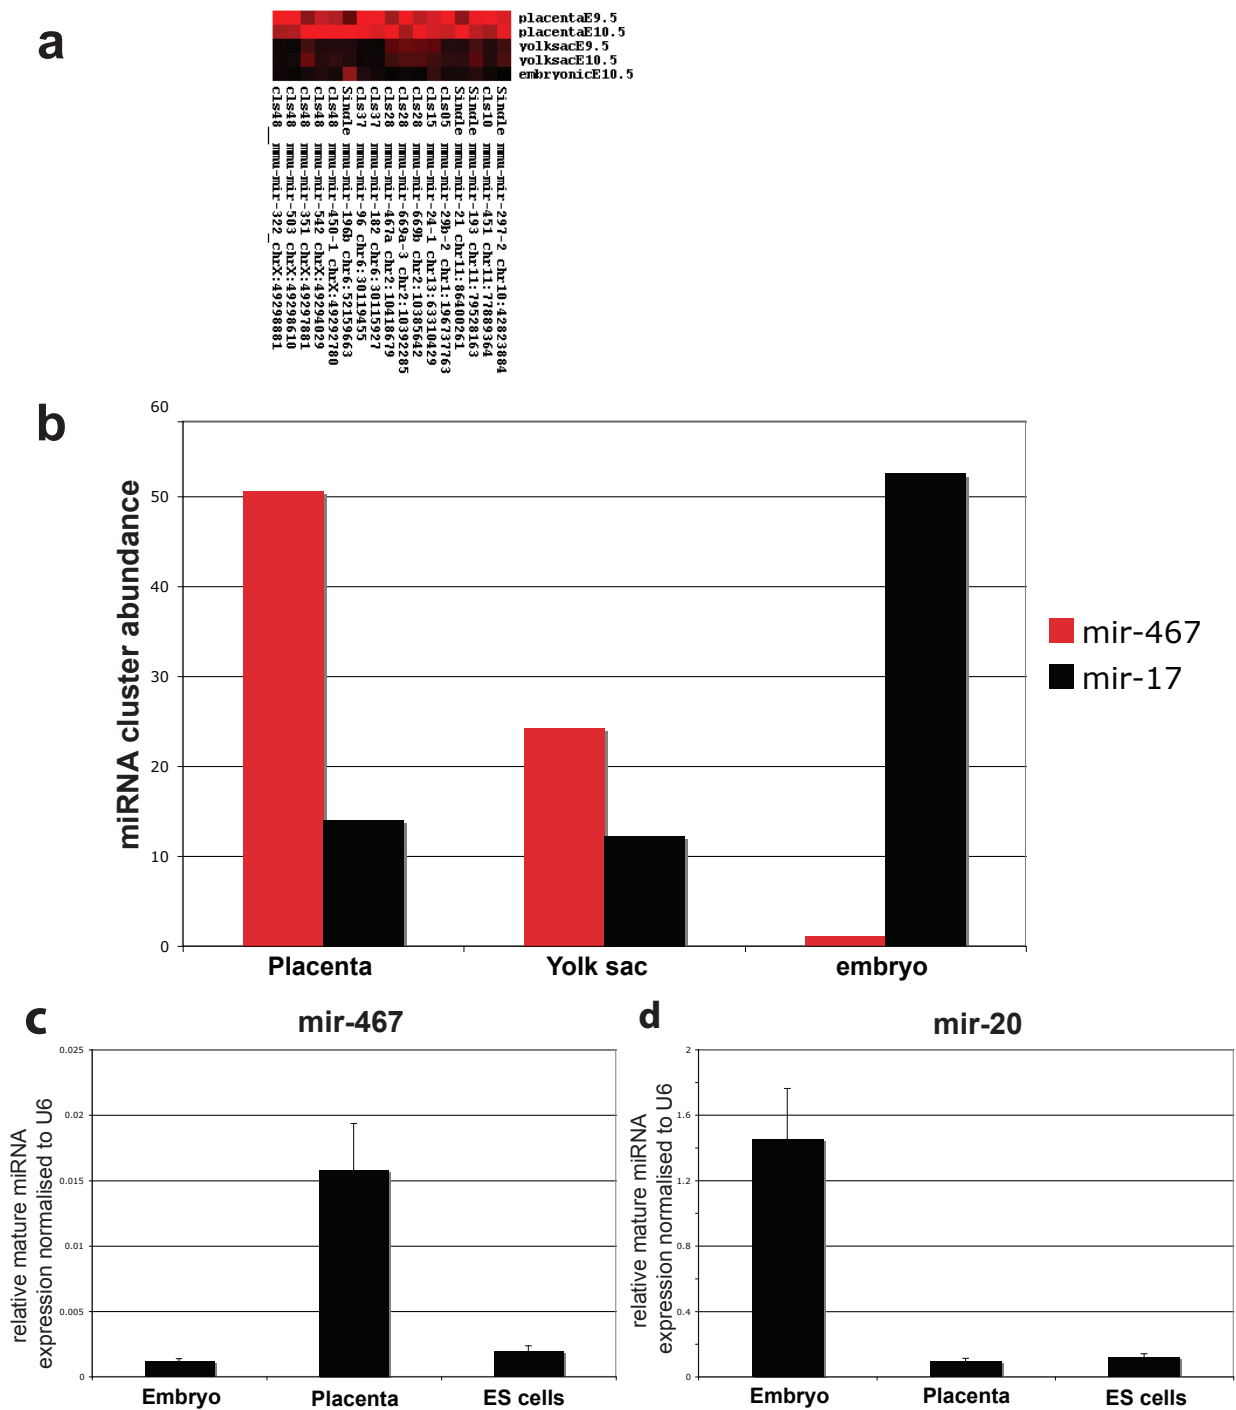 a
placentaE9.5
placentaE10.5
yolksacE9.5
yolksacE10.5
embryonicE10.5
cls48 mmu-mir-322 chrX:49298881
cls48 mmu-mir-503 chrX:49298610
cls48 mmu-mir-351 chrX:49297881
cls48 mmu-mir-542 chrX:49294029
cls48 mmu-mir-450-1 chrX:49292780
Single mmu-mir-196b chr6:52159663
cls37 mmu-mir-96 chr6:30119455
cls37 mmu-mir-182 chr6:30115927
cls28 mmu-mir-467a chr2:10418679
cls28 mmu-mir-669a-3 chr2:10392285
cls28 mmu-mir-669b chr2:10385642
cls15 mmu-mir-24-1 chr13:63310429
cls05 mmu-mir-29b-2 chr1:196737763
Single mmu-mir-21 chr11:86400261
Single mmu-mir-193 chr11:79528163
cls10 mmu-mir-451 chr11:77889364
Single mmu-mir-297-2 chr10:42823884
b
miRNA cluster abundance
60
50
40
30
20
10
0
Placenta Yolk sac embryo
mir-467
mir-17
c
mir-467
relative mature miRNA
expression normalised to U6
0.025
0.02
0.015
0.01
0.005
0
Embryo Placenta ES cells
d
mir-20
relative mature miRNA
expression normalised to U6
2
1.6
1.2
0.8
0.4
0
Embryo Placenta ES cells